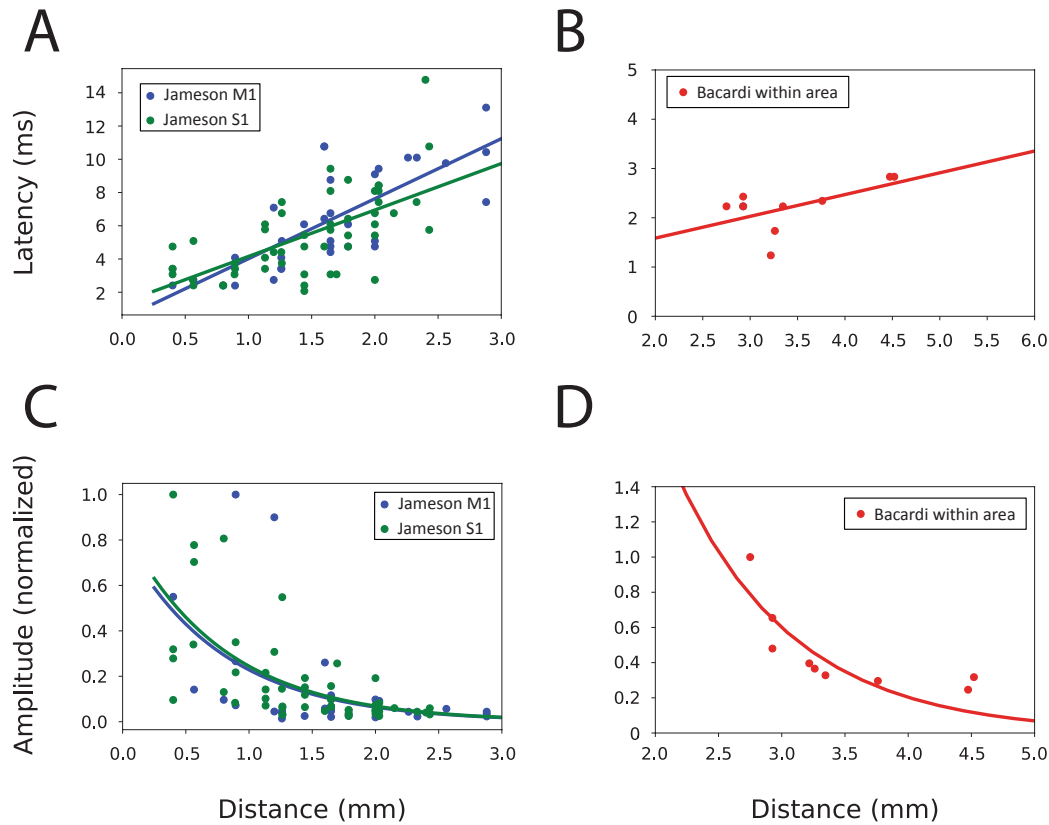 A
B
Latency (ms)
14
12
10
8
6
4
2
0.0 0.5 1.0 1.5 2.0 2.5 3.0
Jameson M1
Jameson S1
5
4
3
2
1
0
2.0 2.5 3.0 3.5 4.0 4.5 5.0 5.5 6.0
Bacardi within area
C
D
Amplitude (normalized)
1.0
0.8
0.6
0.4
0.2
0.0
0.0 0.5 1.0 1.5 2.0 2.5 3.0
Jameson M1
Jameson S1
Distance (mm)
1.4
1.2
1.0
0.8
0.6
0.4
0.2
0
2.0 2.5 3.0 3.5 4.0 4.5 5.0
Bacardi within area
Distance (mm)